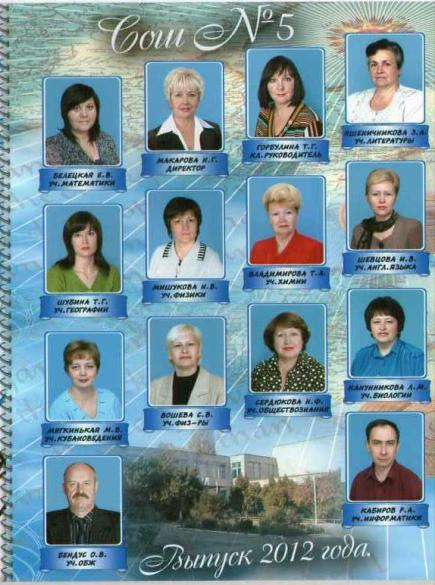 Сош №5
БЕЛЕЦКАЯ Е.В.
УЧ.МАТЕМАТИКИ
МАКАРОВА Н.Г.
ДИРЕКТОР
ГОРБУЛИНА Т.Г.
КЛ.РУКОВОДИТЕЛЬ
ПШЕНИЧНИКОВА З.А.
УЧ.ЛИТЕРАТУРЫ
ШУБИНА Т.Г.
УЧ.ГЕОГРАФИИ
МИШУКОВА Н.В.
УЧ.ФИЗИКИ
ВЛАДИМИРОВА Т.А.
УЧ.ХИМИИ
ШЕВЦОВА И.В.
УЧ.АНГЛ.ЯЗЫКА
МЯГКИНЬКАЯ М.В.
УЧ.КУБАНОВЕДЕНИЯ
ВОШЕВА С.В.
УЧ.ФИЗ-РЫ
СЕРДЮКОВА Н.Ф.
УЧ.ОБЩЕСТВОЗНАНИЯ
КАНУННИКОВА Л.М.
УЧ.БИОЛОГИИ
БЕНДУС О.В.
УЧ.ОБЖ
КАБИРОВ Р.А.
УЧ.ИНФОРМАТИКИ
Выпуск 2012 года.